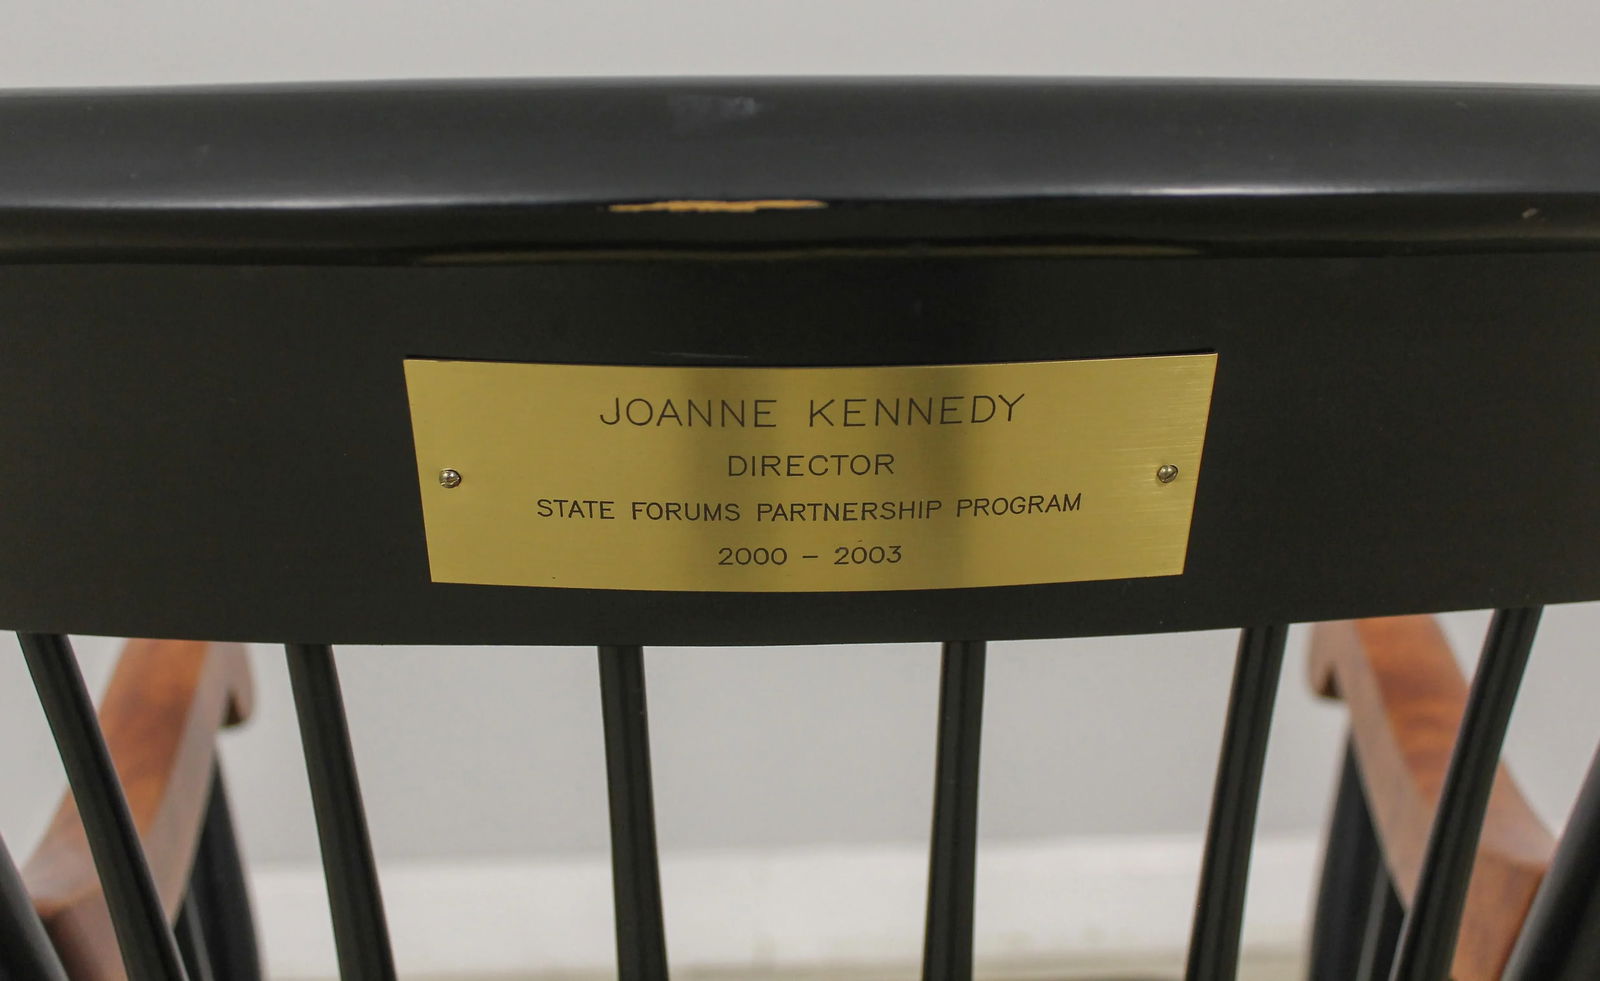 JOANNE KENNEDY
DIRECTOR
STATE FORUMS PARTNERSHIP PROGRAM
2000 – 2003